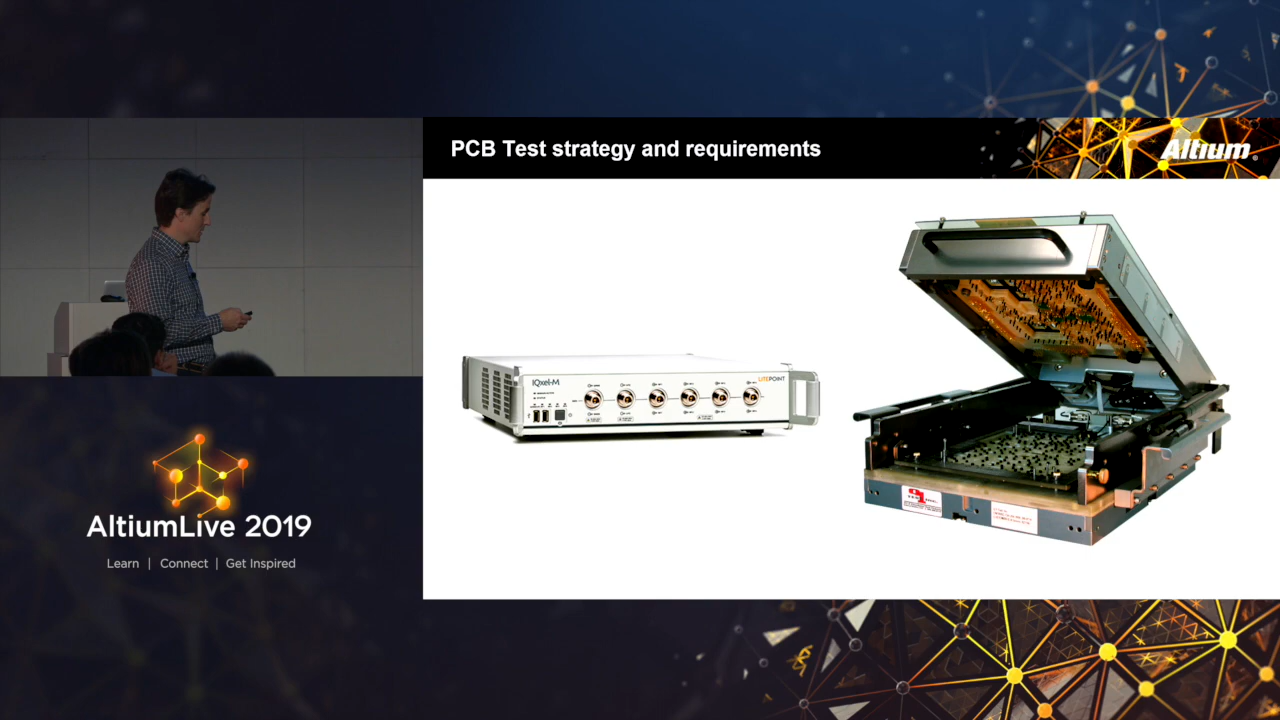 PCB Test strategy and requirements
Altium
IQxel-M
LITEPOINT
AltiumLive 2019
Learn | Connect | Get Inspired